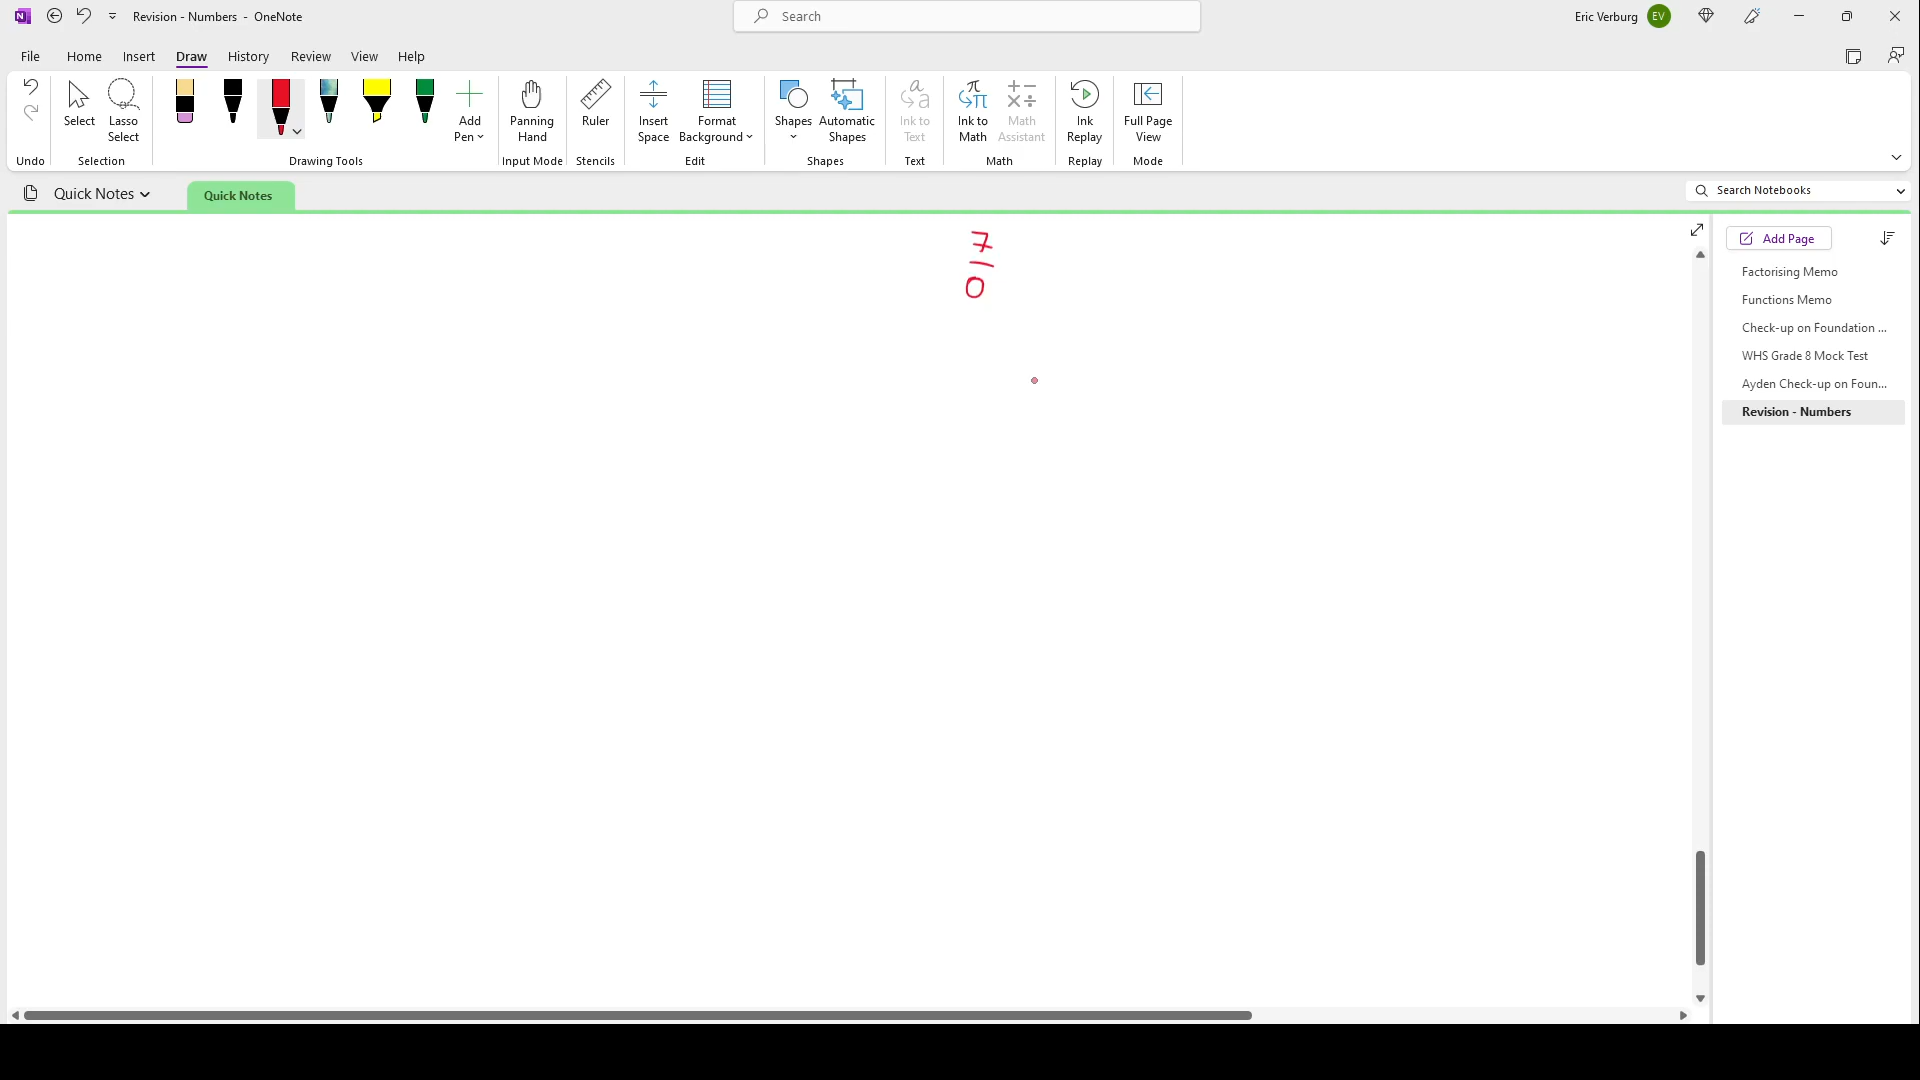 Revision - Numbers - OneNote
Search
Eric Verburg EV
File Home Insert Draw History Review View Help
Undo
Select
Lasso Select
Selection
Drawing Tools
Add Pen
Panning Hand
Input Mode
Ruler
Stencils
Insert Space
Format Background
Edit
Shapes
Automatic Shapes
Shapes
Ink to Text
Text
Ink to Math
Math Assistant
Math
Ink Replay
Replay
Full Page View
Mode
Quick Notes
Quick Notes
Search Notebooks
7
0
Add Page
Factorising Memo
Functions Memo
Check-up on Foundation ...
WHS Grade 8 Mock Test
Ayden Check-up on Foun...
Revision - Numbers